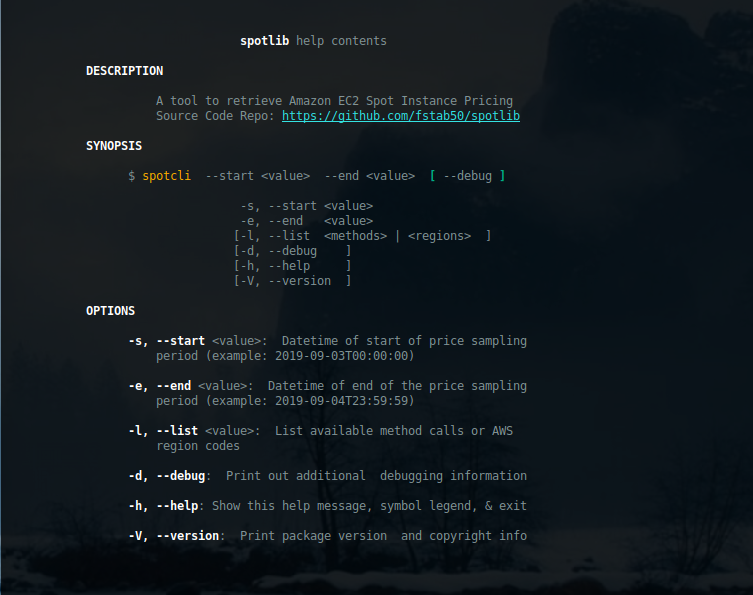 spotlib help contents
DESCRIPTION
A tool to retrieve Amazon EC2 Spot Instance Pricing
Source Code Repo: https://github.com/fstab50/spotlib
SYNOPSIS
$ spotcli  --start <value>  --end <value>  [ --debug ]
-s, --start <value>
-e, --end   <value>
[-l, --list  <methods> | <regions>  ]
[-d, --debug    ]
[-h, --help     ]
[-V, --version  ]
OPTIONS
-s, --start <value>:  Datetime of start of price sampling
period (example: 2019-09-03T00:00:00)
-e, --end <value>:  Datetime of end of the price sampling
period (example: 2019-09-04T23:59:59)
-l, --list <value>:  List available method calls or AWS
region codes
-d, --debug:  Print out additional  debugging information
-h, --help: Show this help message, symbol legend, & exit
-V, --version:  Print package version  and copyright info